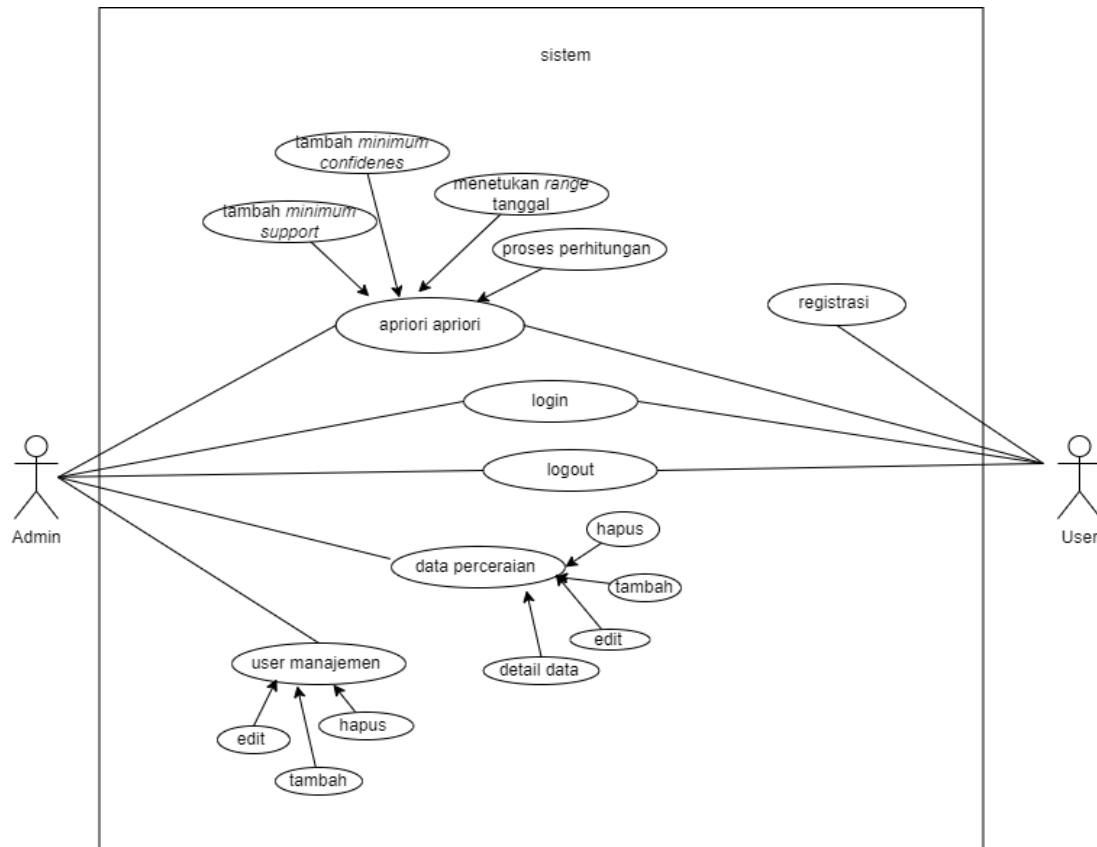 sistem
tambah minimum
confidenes
menetukan range
tanggal
tambah minimum
support
proses perhitungan
registrasi
apriori apriori
login
logout
Admin
User
hapus
data perceraian
tambah
edit
detail data
user manajemen
hapus
edit
tambah